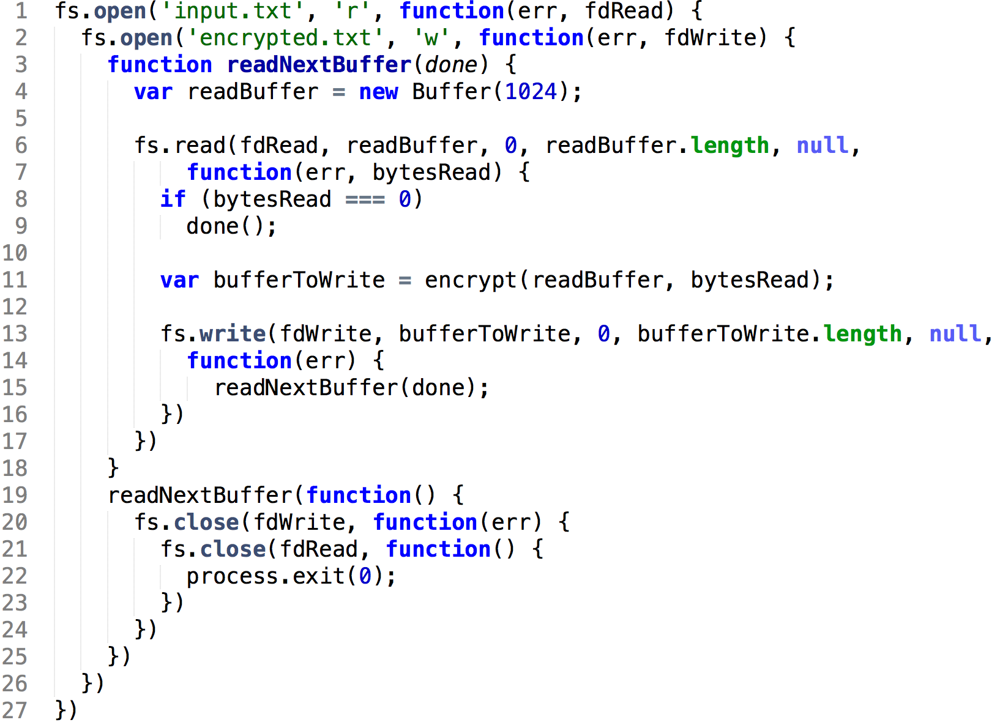 1 fs.open('input.txt', 'r', function(err, fdRead) {
2   fs.open('encrypted.txt', 'w', function(err, fdWrite) {
3     function readNextBuffer(done) {
4       var readBuffer = new Buffer(1024);
5
6       fs.read(fdRead, readBuffer, 0, readBuffer.length, null,
7           function(err, bytesRead) {
8         if (bytesRead === 0)
9           done();
10
11         var bufferToWrite = encrypt(readBuffer, bytesRead);
12
13         fs.write(fdWrite, bufferToWrite, 0, bufferToWrite.length, null,
14           function(err) {
15             readNextBuffer(done);
16         })
17       })
18     }
19     readNextBuffer(function() {
20       fs.close(fdWrite, function(err) {
21         fs.close(fdRead, function() {
22           process.exit(0);
23         })
24       })
25     })
26   })
27 })